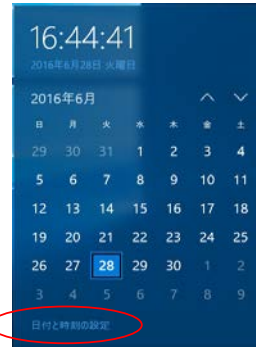 16:44:41
2016年6月28日 火曜日
2016年6月
日 月 火 水 木 金 土
29 30 31 1 2 3 4
5 6 7 8 9 10 11
12 13 14 15 16 17 18
19 20 21 22 23 24 25
26 27 28 29 30 1 2
3 4 5 6 7 8 9
日付と時刻の設定